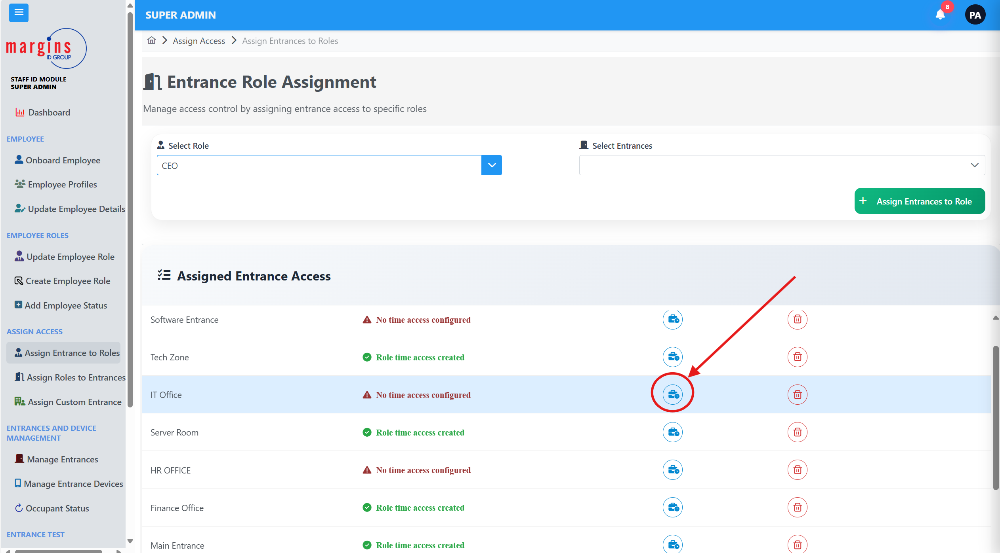 SUPER ADMIN
8
PA
margins
ID GROUP
STAFF ID MODULE
SUPER ADMIN
Dashboard
EMPLOYEE
Onboard Employee
Employee Profiles
Update Employee Details
EMPLOYEE ROLES
Update Employee Role
Create Employee Role
Add Employee Status
ASSIGN ACCESS
Assign Entrance to Roles
Assign Roles to Entrances
Assign Custom Entrance
ENTRANCES AND DEVICE
MANAGEMENT
Manage Entrances
Manage Entrance Devices
Occupant Status
ENTRANCE TEST
Assign Access
Assign Entrances to Roles
Entrance Role Assignment
Manage access control by assigning entrance access to specific roles
Select Role
CEO
Select Entrances
Assign Entrances to Role
Assigned Entrance Access
Software Entrance No time access configured
Tech Zone Role time access created
IT Office No time access configured
Server Room Role time access created
HR OFFICE No time access configured
Finance Office Role time access created
Main Entrance Role time access created